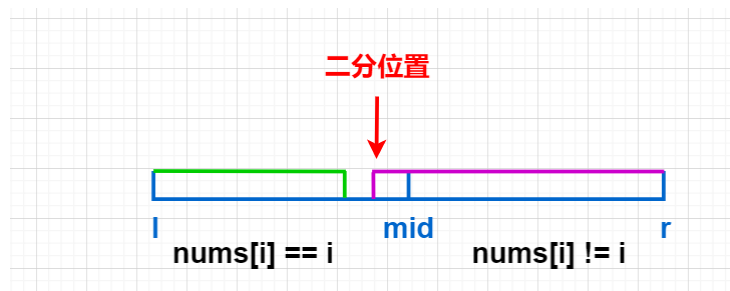 二分位置
l mid r
nums[i] == i nums[i] != i